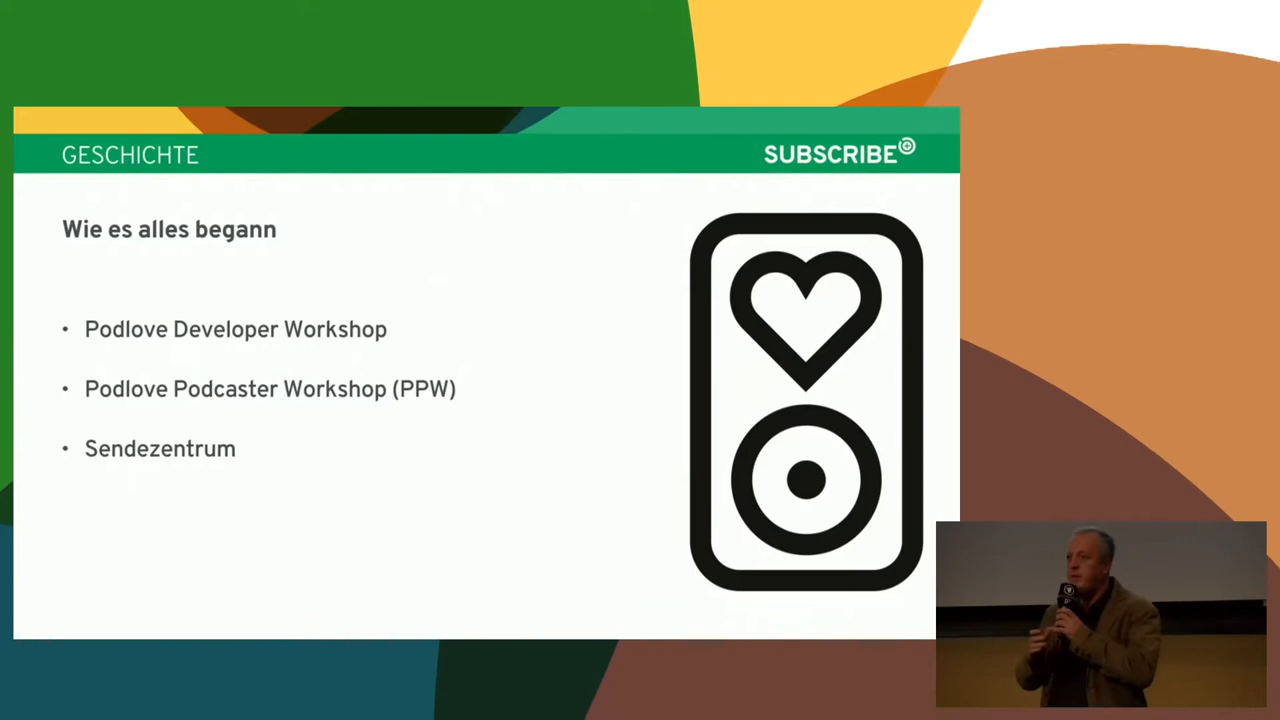 GESCHICHTE
SUBSCRIBE
Wie es alles begann
• Podlove Developer Workshop
• Podlove Podcaster Workshop (PPW)
• Sendezentrum